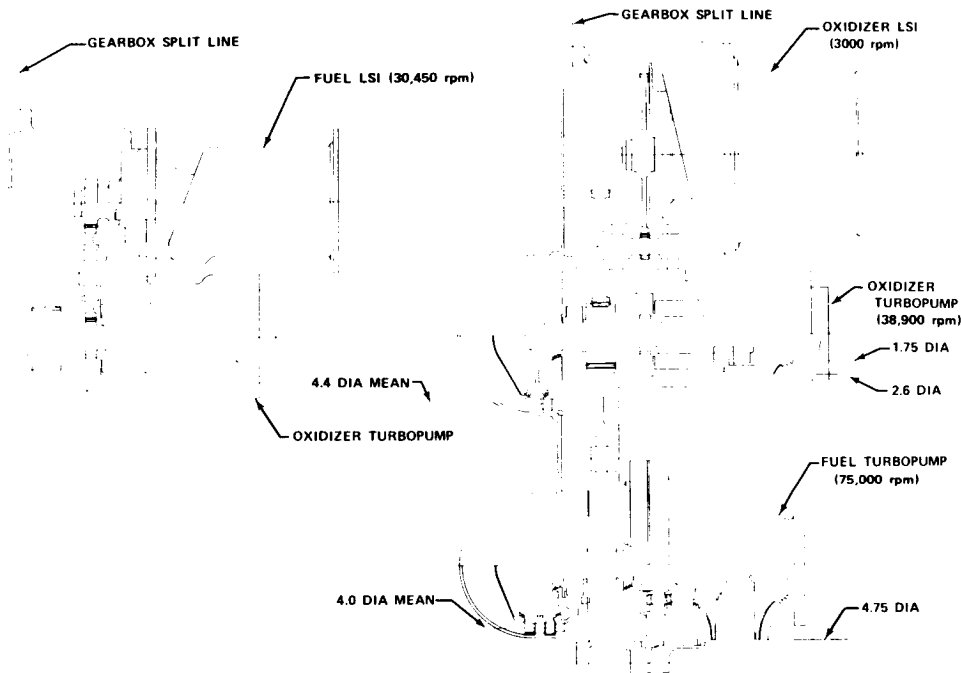 GEARBOX SPLIT LINE
OXIDIZER LSI
(3000 rpm)
GEARBOX SPLIT LINE
FUEL LSI (30,450 rpm)
OXIDIZER
TURBOPUMP
(38,900 rpm)
1.75 DIA
4.4 DIA MEAN
2.6 DIA
OXIDIZER TURBOPUMP
FUEL TURBOPUMP
(75,000 rpm)
4.0 DIA MEAN
4.75 DIA